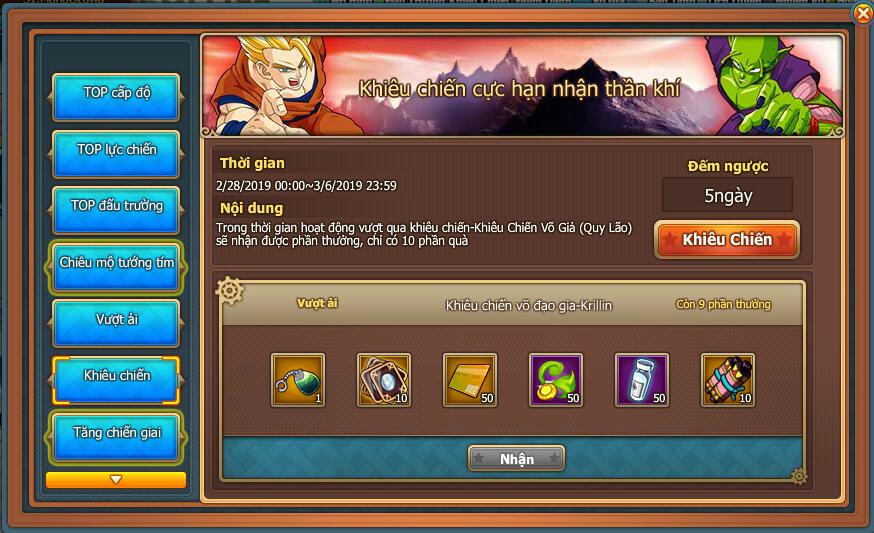 Khiêu chiến cực hạn nhận thần khí
TOP cấp độ
TOP lực chiến
TOP đấu trường
Chiêu mộ tướng tím
Vượt ải
Khiêu chiến
Tăng chiến giai
Thời gian
2/28/2019 00:00~3/6/2019 23:59
Nội dung
Trong thời gian hoạt động vượt qua khiêu chiến-Khiêu Chiến Võ Giả (Quy Lão)
sẽ nhận được phần thưởng, chỉ có 10 phần quà
Đếm ngược
5ngày
Khiêu Chiến
Vượt ải
Khiêu chiến võ đạo gia-Krillin
Còn 9 phần thưởng
1
10
50
50
50
10
Nhận